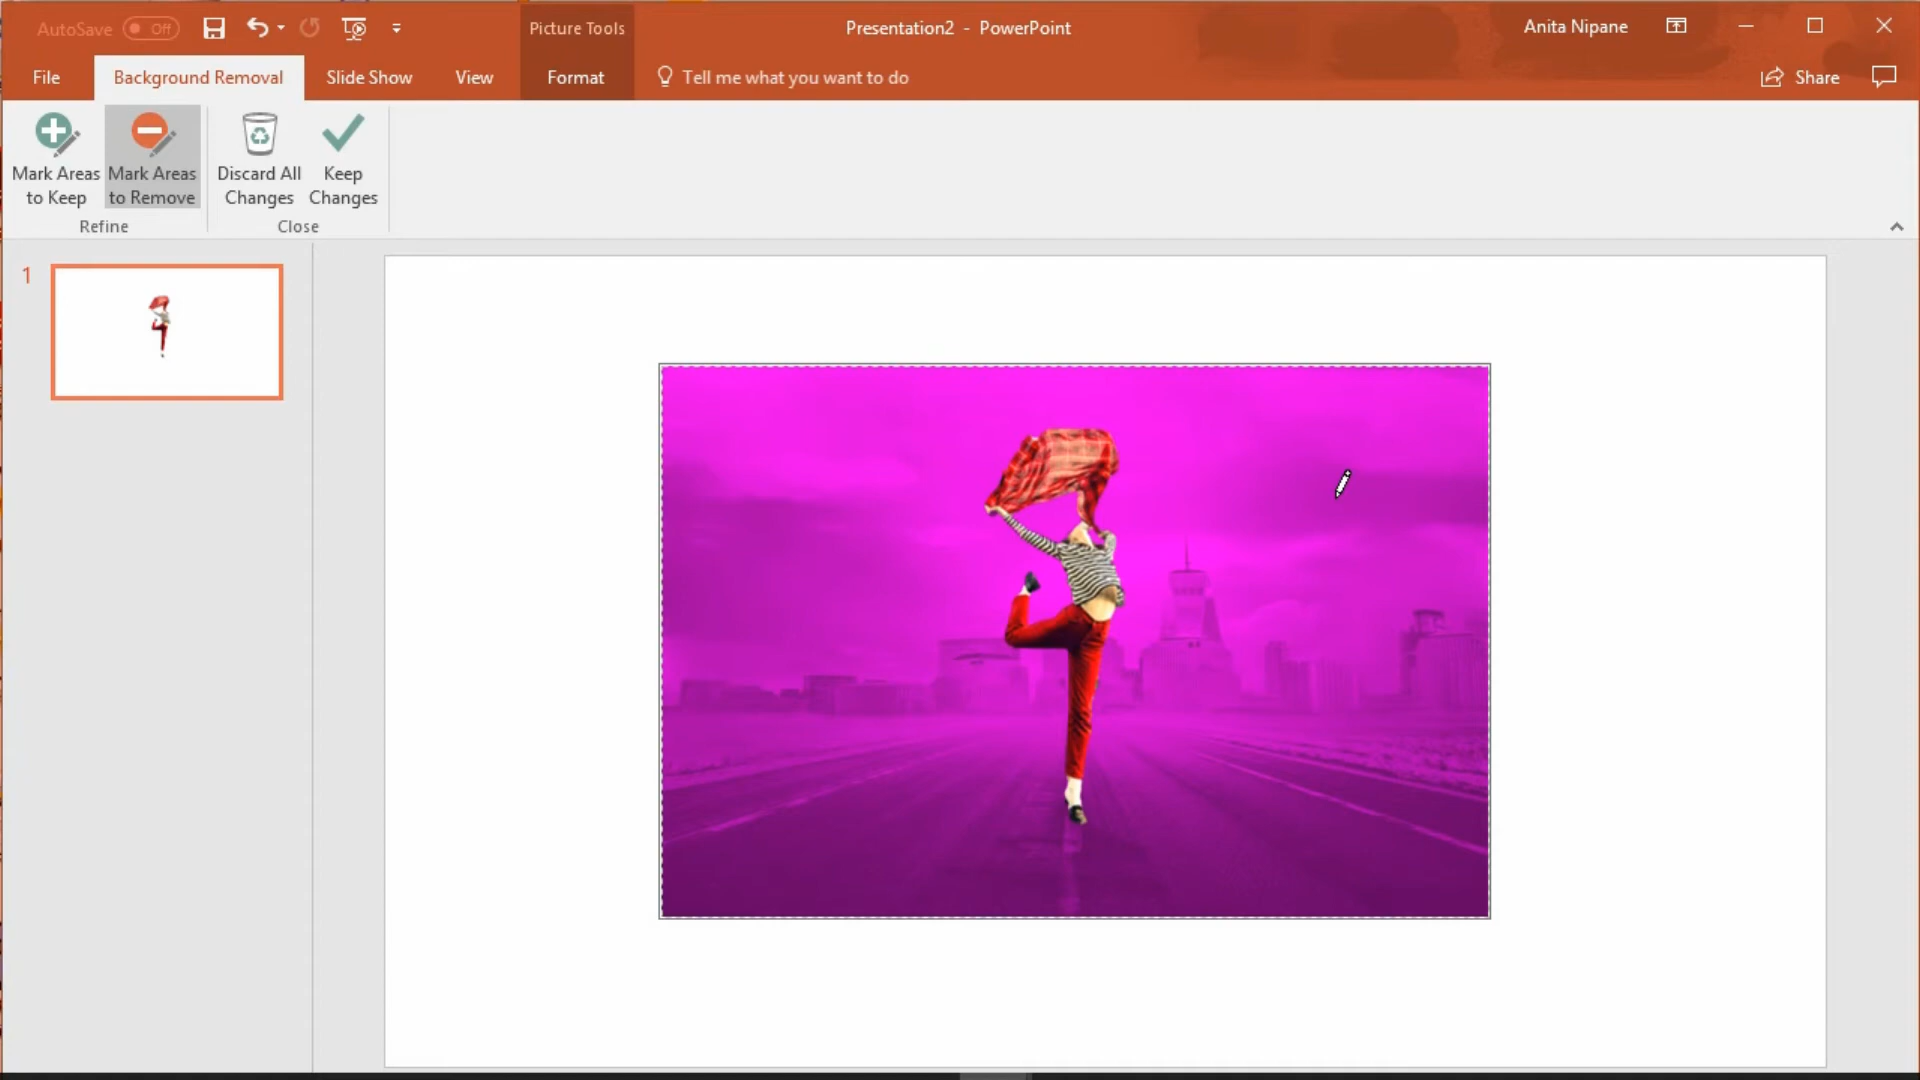 AutoSave Off
Picture Tools
Presentation2 - PowerPoint
Anita Nipane
File
Background Removal
Slide Show
View
Format
Tell me what you want to do
Share
Mark Areas
to Keep
Mark Areas
to Remove
Discard All
Changes
Keep
Changes
Refine
Close
1